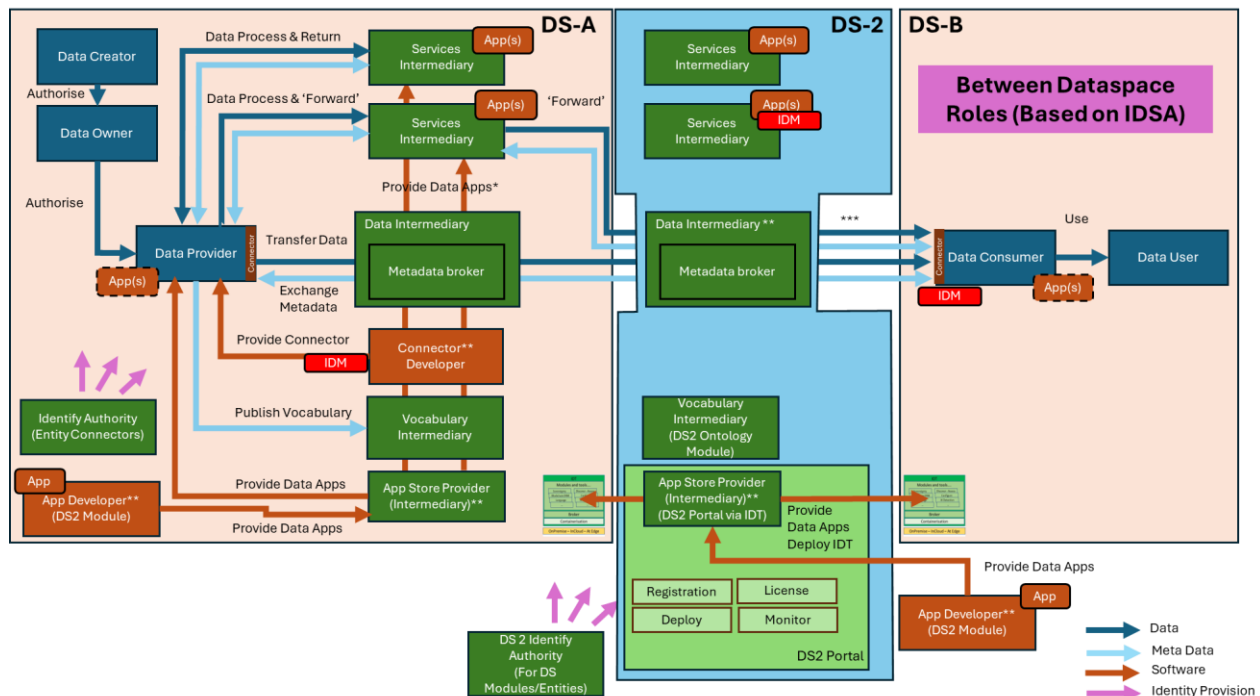 DS-A
DS-2
DS-B
Between Dataspace
Roles (Based on IDSA)
Data Creator
Authorise
Data Owner
Authorise
Data Process & Return
Data Process & ‘Forward’
Services
Intermediary
App(s)
Services
Intermediary
App(s)
‘Forward’
Services
Intermediary
App(s)
Services
Intermediary
App(s)
IDM
Provide Data Apps*
Data Provider
Connector
App(s)
Transfer Data
Exchange
Metadata
Data Intermediary
Metadata broker
Data Intermediary **
Metadata broker
***
Connector
Data Consumer
IDM
App(s)
Use
Data User
Provide Connector
IDM
Connector**
Developer
Identify Authority
(Entity Connectors)
Publish Vocabulary
Vocabulary
Intermediary
Vocabulary
Intermediary
(DS2 Ontology
Module)
App
App Developer**
(DS2 Module)
Provide Data Apps
Provide Data Apps
App Store Provider
(Intermediary)**
App Store Provider
(Intermediary)**
(DS2 Portal via IDT)
Provide
Data Apps
Deploy IDT
Registration
License
Deploy
Monitor
DS2 Portal
DS 2 Identify
Authority
(For DS
Modules/Entities)
Provide Data Apps
App
App Developer**
(DS2 Module)
Data
Meta Data
Software
Identity Provision